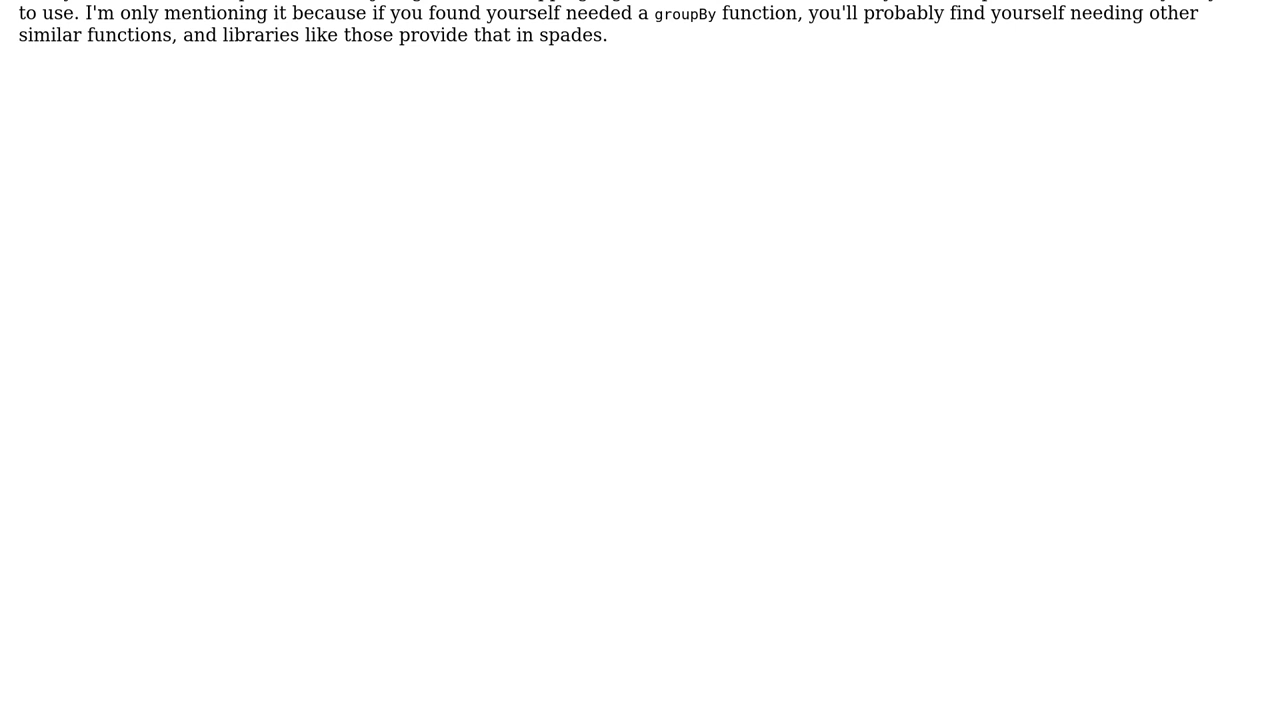 to use. I'm only mentioning it because if you found yourself needed a groupBy function, you'll probably find yourself needing other
similar functions, and libraries like those provide that in spades.